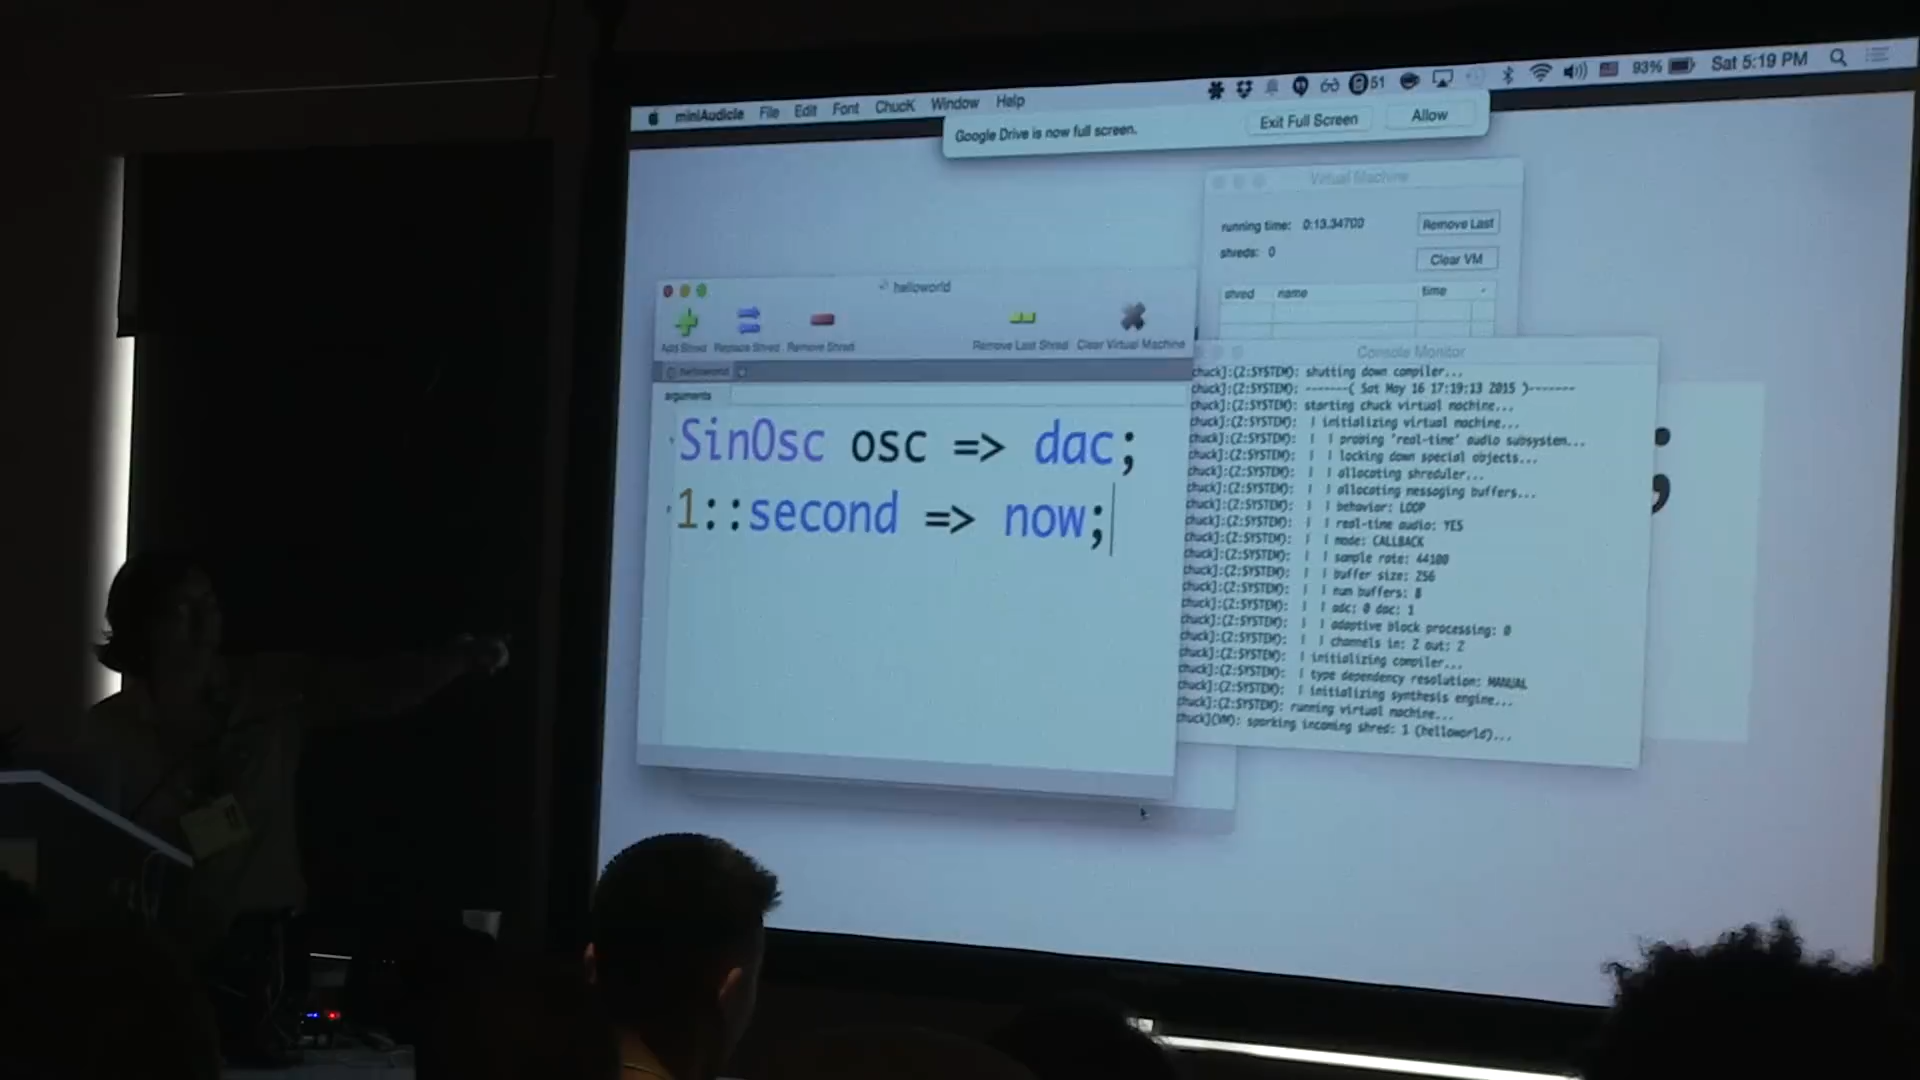 miniAudicle File Edit Font ChucK Window Help
51 93% Sat 5:19 PM
Google Drive is now full screen. Exit Full Screen Allow
Virtual Machine
running time: 0:13.34700 Remove Last
shreds: 0 Clear VM
shred name time
helloworld
Add Shred Replace Shred Remove Shred Remove Last Shred Clear Virtual Machine
helloworld
arguments
SinOsc osc => dac;
1::second => now;
Console Monitor
chuck]:(2:SYSTEM): shutting down compiler...
chuck]:(2:SYSTEM): -------( Sat May 16 17:19:13 2015 )-------
chuck]:(2:SYSTEM): starting chuck virtual machine...
chuck]:(2:SYSTEM): | initializing virtual machine...
chuck]:(2:SYSTEM): | | probing 'real-time' audio subsystem...
chuck]:(2:SYSTEM): | | locking down special objects...
chuck]:(2:SYSTEM): | | allocating shreduler...
chuck]:(2:SYSTEM): | | allocating messaging buffers...
chuck]:(2:SYSTEM): | | behavior: LOOP
chuck]:(2:SYSTEM): | | real-time audio: YES
chuck]:(2:SYSTEM): | | mode: CALLBACK
chuck]:(2:SYSTEM): | | sample rate: 44100
chuck]:(2:SYSTEM): | | buffer size: 256
chuck]:(2:SYSTEM): | | num buffers: 8
chuck]:(2:SYSTEM): | | adc: 0 dac: 1
chuck]:(2:SYSTEM): | | adaptive block processing: 0
chuck]:(2:SYSTEM): | | channels in: 2 out: 2
chuck]:(2:SYSTEM): | initializing compiler...
chuck]:(2:SYSTEM): | type dependency resolution: MANUAL
chuck]:(2:SYSTEM): | initializing synthesis engine...
chuck]:(2:SYSTEM): running virtual machine...
chuck](VM): sporking incoming shred: 1 (helloworld)...
;